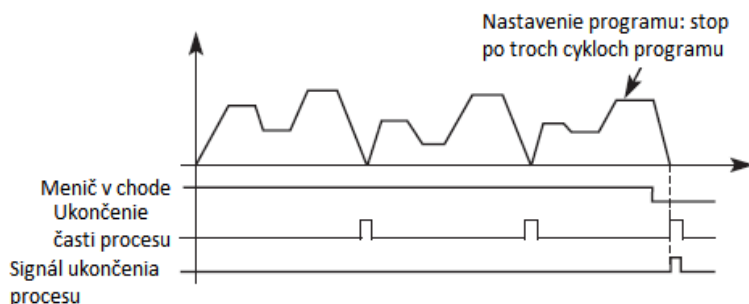 Nastavenie programu: stop
po troch cykloch programu
Menič v chode
Ukončenie
časti procesu
Signál ukončenia
procesu